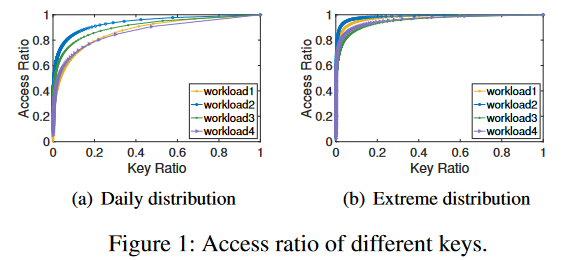 1
0.8
0.6
0.4
0.2
0
Access Ratio
workload1
workload2
workload3
workload4
0 0.2 0.4 0.6 0.8 1
Key Ratio
(a) Daily distribution
1
0.8
0.6
0.4
0.2
0
Access Ratio
workload1
workload2
workload3
workload4
0 0.2 0.4 0.6 0.8 1
Key Ratio
(b) Extreme distribution
Figure 1: Access ratio of different keys.